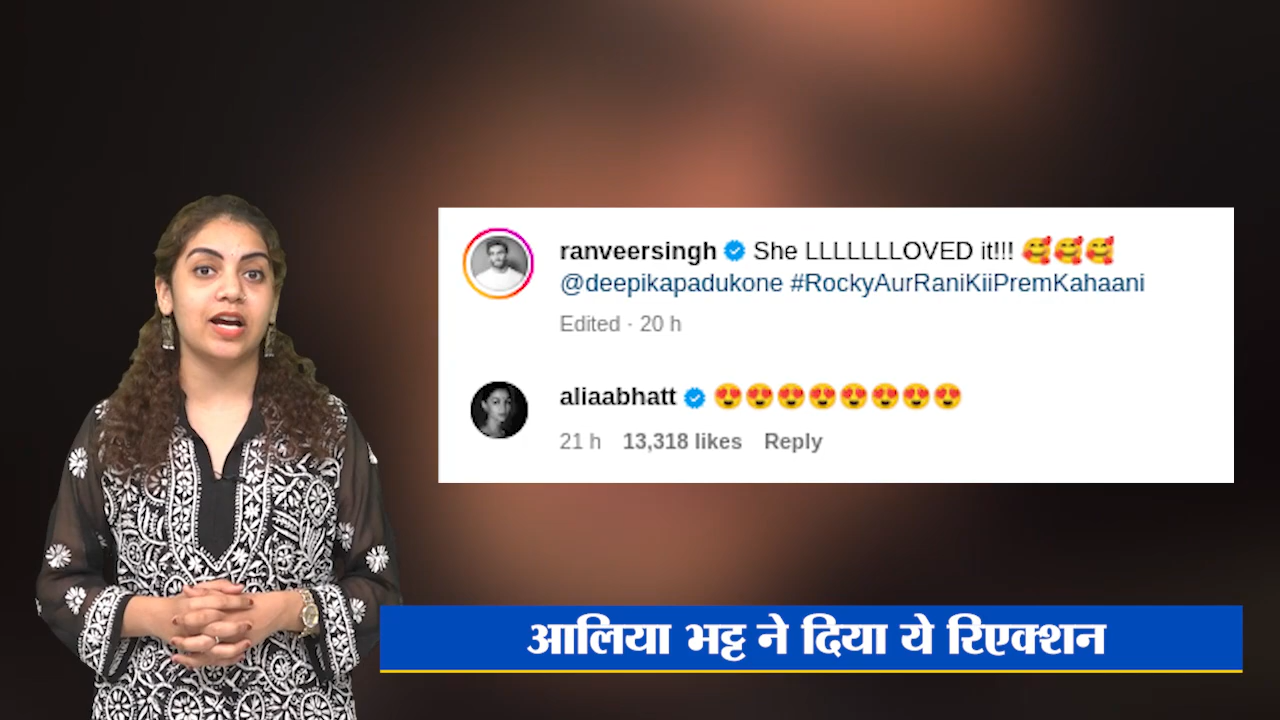 ranveersingh She LLLLLLLOVED it!!! 🥰🥰🥰
@deepikapadukone #RockyAurRaniKiiPremKahaani
Edited · 20 h
aliaabhatt 😍😍😍😍😍😍😍😍
21 h 13,318 likes Reply
आलिया भट्ट ने दिया ये रिएक्शन